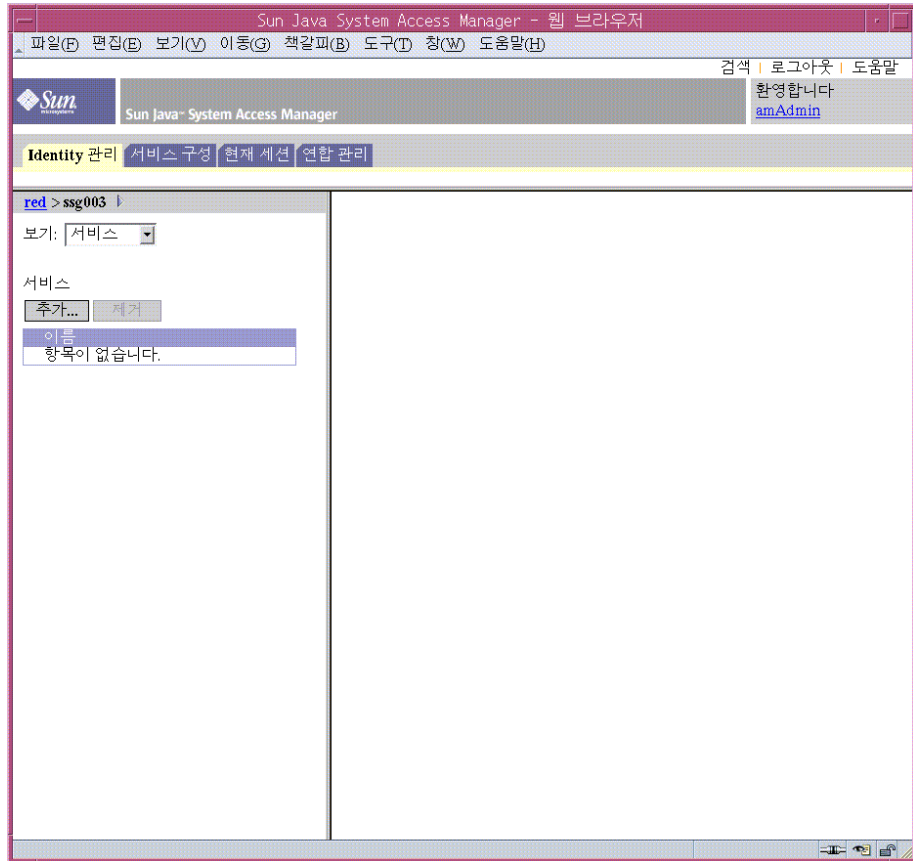 Sun Java System Access Manager - 웹 브라우저
파일(F) 편집(E) 보기(V) 이동(G) 책갈피(B) 도구(T) 창(W) 도움말(H)
검색 | 로그아웃 | 도움말
Sun
microsystems
Sun Java™ System Access Manager
환영합니다
amAdmin
Identity 관리 서비스 구성 현재 세션 연합 관리
red > ssg003
보기: 서비스
서비스
추가... 제거
이름
항목이 없습니다.